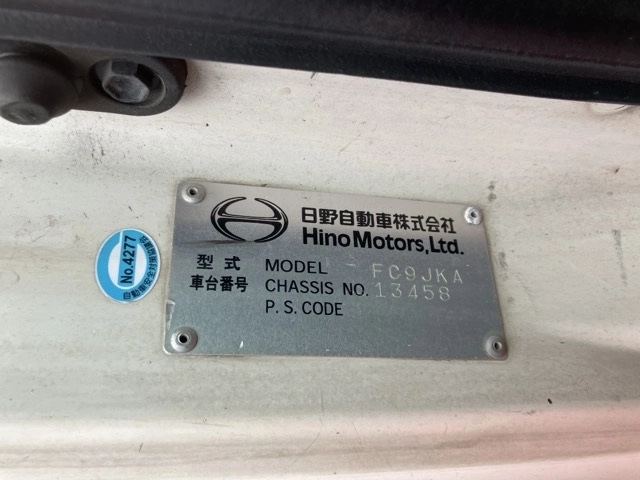 日野自動車株式会社
Hino Motors, Ltd.
型式 MODEL - FC9JKA
車台番号 CHASSIS NO. 13458
P.S.CODE
No.4277